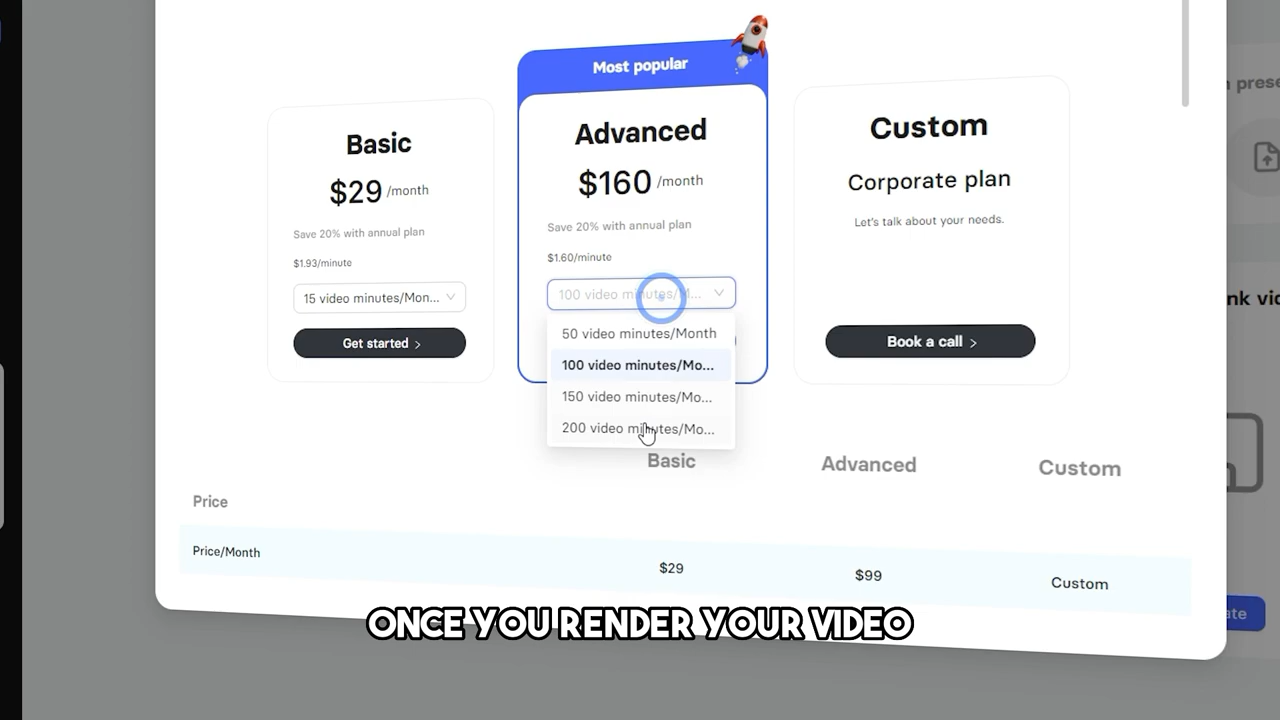 Most popular
Basic
$29 /month
Save 20% with annual plan
$1.93/minute
15 video minutes/Mon...
Get started >
Advanced
$160 /month
Save 20% with annual plan
$1.60/minute
100 video minutes/M...
50 video minutes/Month
100 video minutes/Mo...
150 video minutes/Mo...
200 video minutes/Mo...
Custom
Corporate plan
Let's talk about your needs.
Book a call >
Basic Advanced Custom
Price
Price/Month $29 $99 Custom
ONCE YOU RENDER YOUR VIDEO